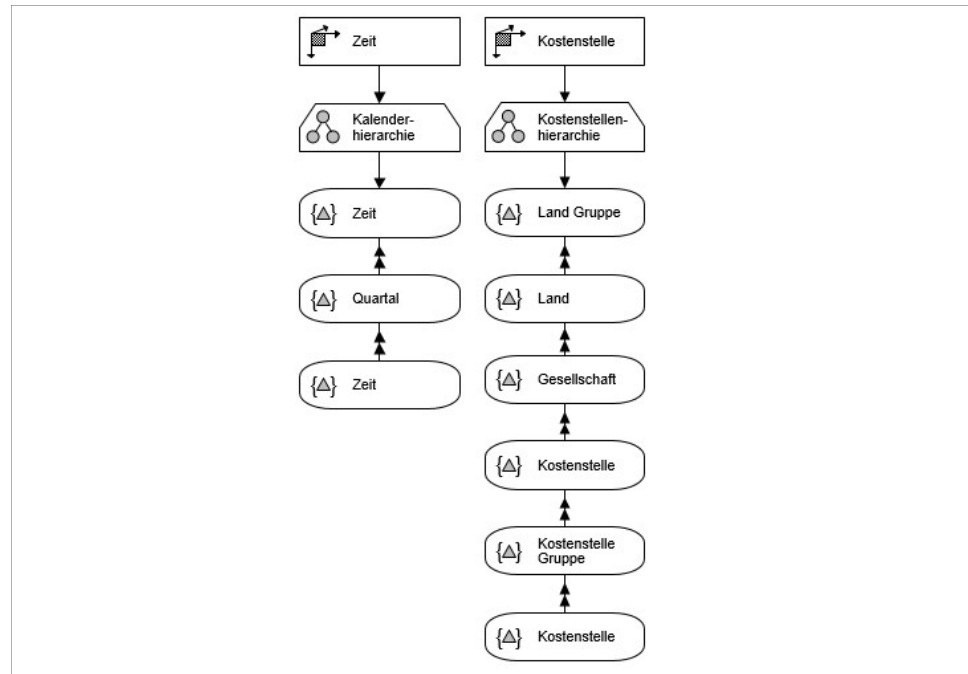 Zeit
Kalender-
hierarchie
Zeit
Quartal
Zeit
Kostenstelle
Kostenstellen-
hierarchie
Land Gruppe
Land
Gesellschaft
Kostenstelle
Kostenstelle
Gruppe
Kostenstelle